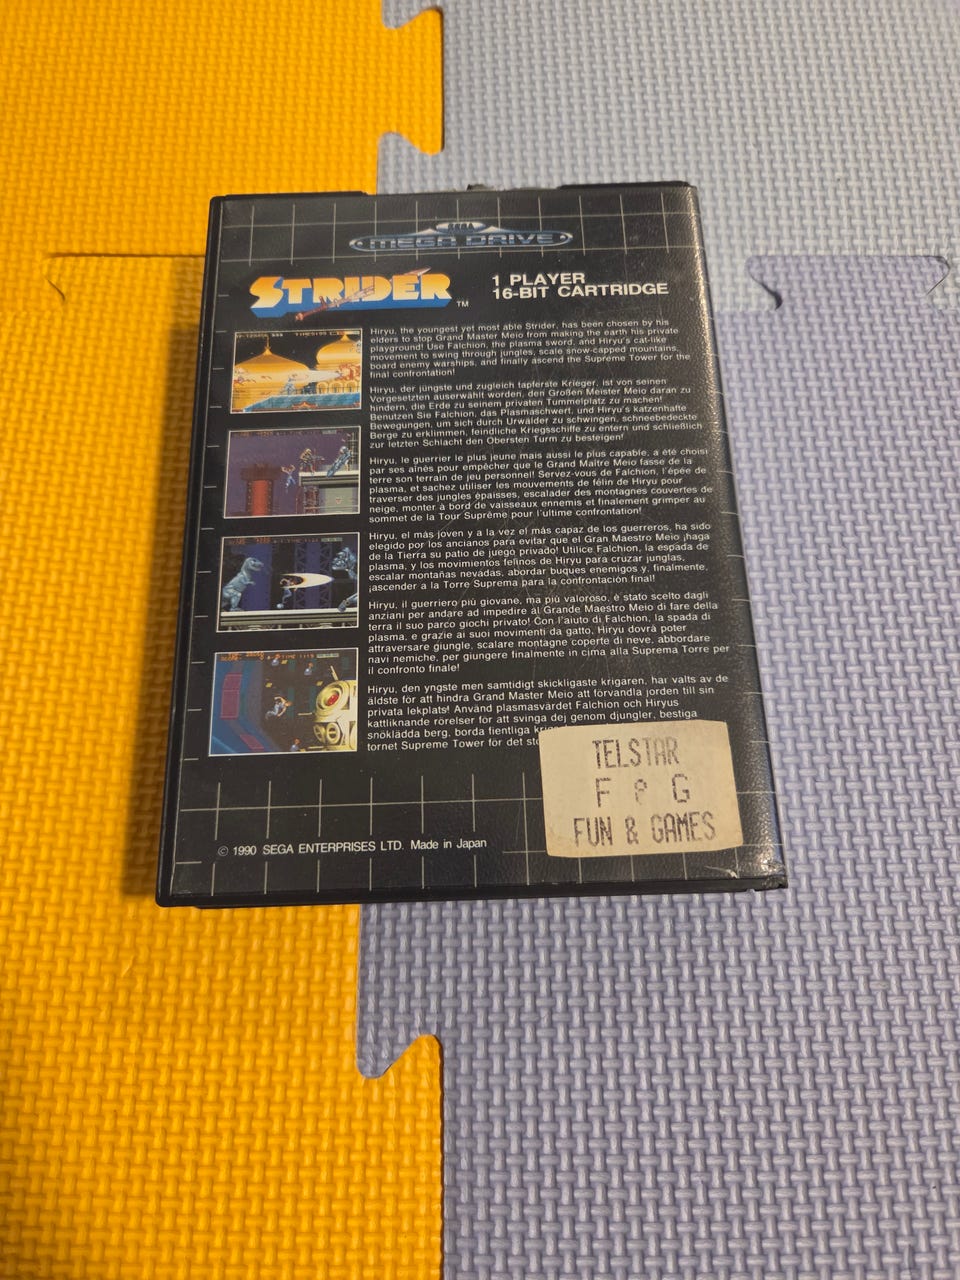 SEGA
MEGA DRIVE
STRIDER ™
1 PLAYER
16-BIT CARTRIDGE
Hiryu, the youngest yet most able Strider, has been chosen by his
elders to stop Grand Master Meio from making the earth his private
playground! Use Falchion, the plasma sword, and Hiryu's cat-like
movement to swing through jungles, scale snow-capped mountains,
board enemy warships, and finally ascend the Supreme Tower for the
final confrontation!
Hiryu, der jüngste und zugleich tapferste Krieger, ist von seinen
Vorgesetzten auserwählt worden, den Großen Meister Meio daran zu
hindern, die Erde zu seinem privaten Tummelplatz zu machen!
Benutzen Sie Falchion, das Plasmaschwert, und Hiryu's katzenhafte
Bewegungen, um sich durch Urwälder zu schwingen, schneebedeckte
Berge zu erklimmen, feindliche Kriegsschiffe zu entern und schließlich
zur letzten Schlacht den Obersten Turm zu besteigen!
Hiryu, le guerrier le plus jeune mais aussi le plus capable, a été choisi
par ses aînés pour empêcher que le Grand Maître Meio fasse de la
terre son terrain de jeu personnel! Servez-vous de Falchion, l'épée de
plasma, et sachez utiliser les mouvements de félin de Hiryu pour
traverser des jungles épaisses, escalader des montagnes couvertes de
neige, monter à bord de vaisseaux ennemis et finalement grimper au
sommet de la Tour Suprême pour l'ultime confrontation!
Hiryu, el más joven y a la vez el más capaz de los guerreros, ha sido
elegido por los ancianos para evitar que el Gran Maestro Meio ¡haga
de la Tierra su patio de juego privado! Utilice Falchion, la espada de
plasma, y los movimientos felinos de Hiryu para cruzar junglas,
escalar montañas nevadas, abordar buques enemigos y, finalmente,
¡ascender a la Torre Suprema para la confrontación final!
Hiryu, il guerriero più giovane, ma più valoroso, è stato scelto dagli
anziani per andare ad impedire al Grande Maestro Meio di fare della
terra il suo parco giochi privato! Con l'aiuto di Falchion, la spada di
plasma, e grazie ai suoi movimenti da gatto, Hiryu dovrà poter
attraversare giungle, scalare montagne coperte di neve, abbordare
navi nemiche, per giungere finalmente in cima alla Suprema Torre per
il confronto finale!
Hiryu, den yngste men samtidigt skickligaste krigaren, har valts av de
äldste för att hindra Grand Master Meio att förvandla jorden till sin
privata lekplats! Använd plasmasvärdet Falchion och Hiryus
kattliknande rörelser för att svinga dej genom djungler, bestiga
snöklädda berg, borda fientliga
tornet Supreme Tower för det
TELSTAR
F & G
FUN & GAMES
© 1990 SEGA ENTERPRISES LTD. Made in Japan